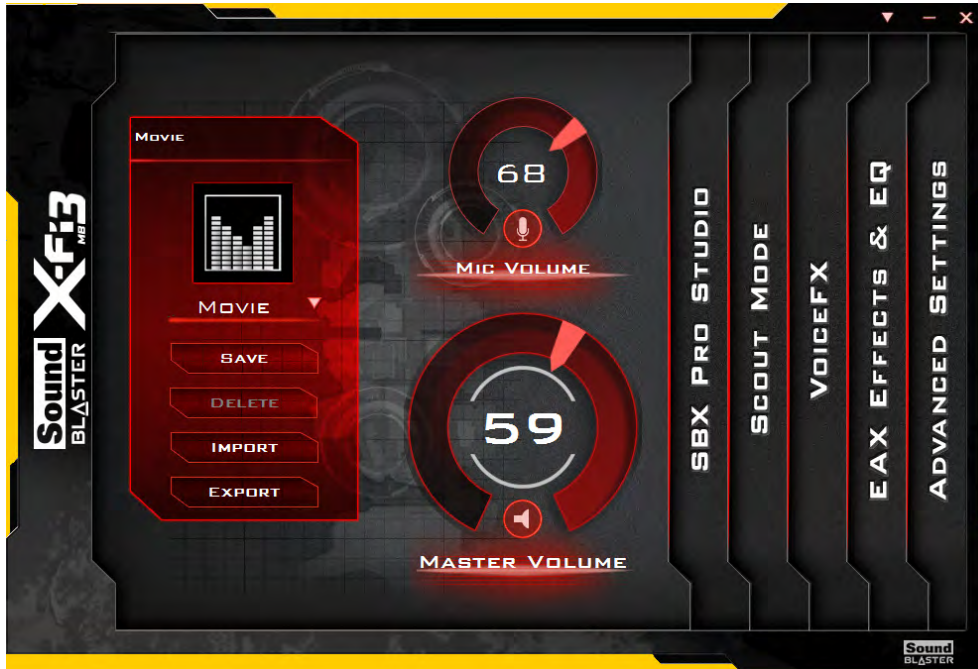 Sound
BLASTER
X-Fi3
MB
MOVIE
MOVIE
SAVE
DELETE
IMPORT
EXPORT
68
MIC VOLUME
59
MASTER VOLUME
SBX PRO STUDIO
SCOUT MODE
VOICEFX
EAX EFFECTS & EQ
ADVANCED SETTINGS
Sound
BLASTER